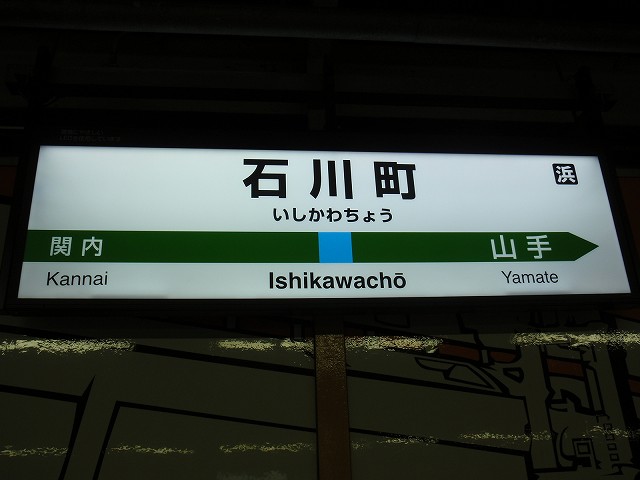 石川町
浜
いしかわちょう
関内 山手
Kannai Ishikawachō Yamate